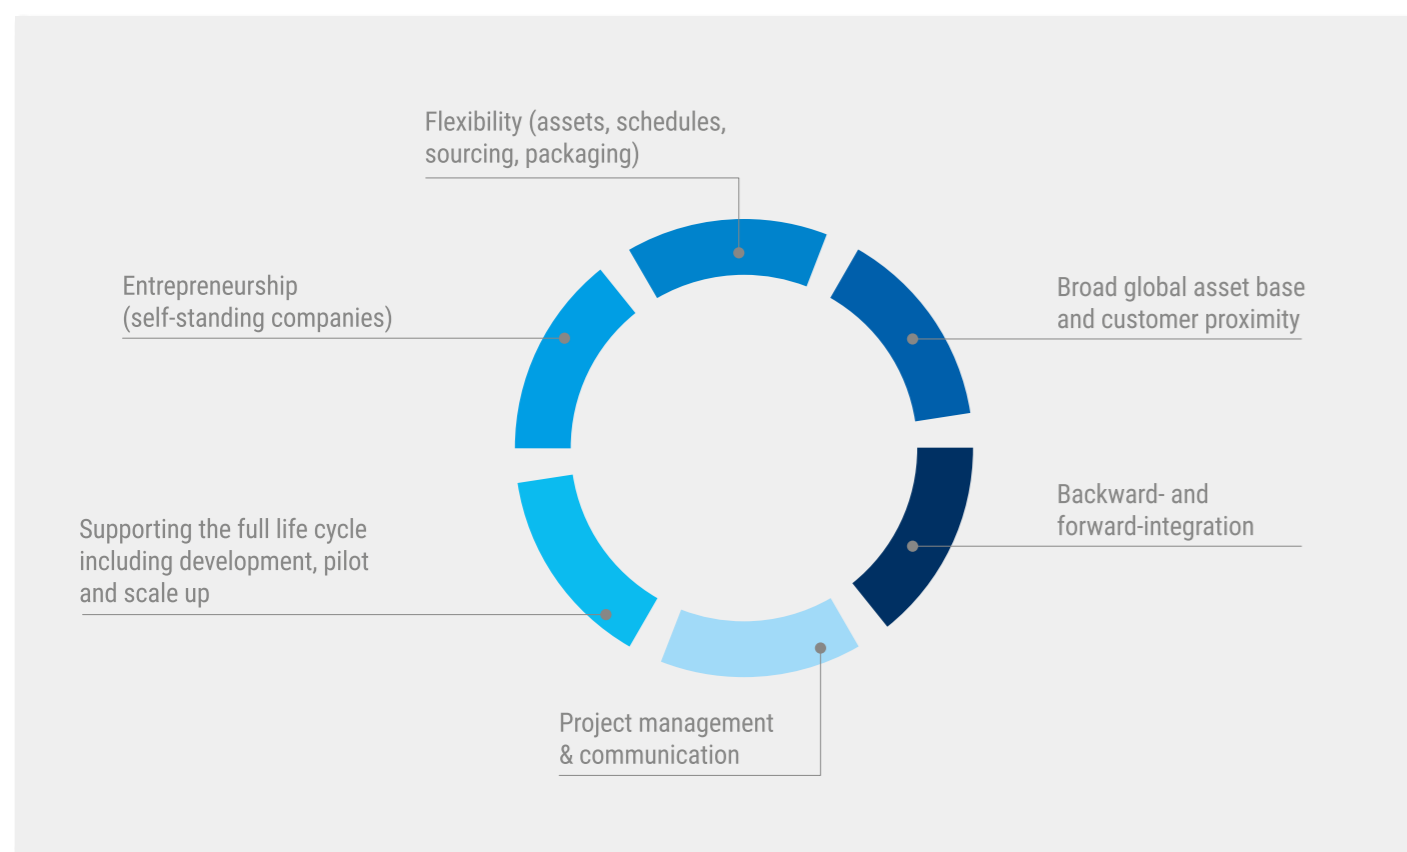 Flexibility (assets, schedules,
sourcing, packaging)
Entrepreneurship
(self-standing companies)
Broad global asset base
and customer proximity
Backward- and
forward-integration
Supporting the full life cycle
including development, pilot
and scale up
Project management
& communication